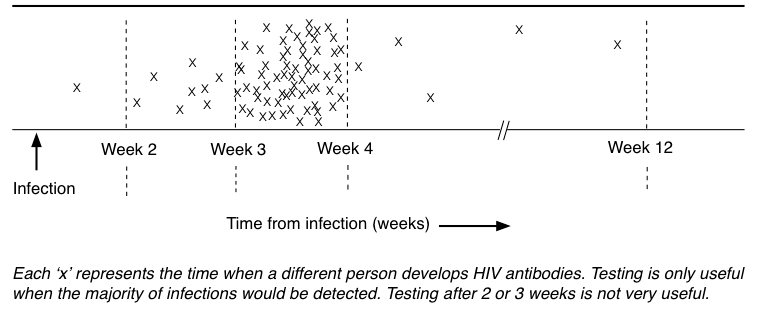 Week 2 Week 3 Week 4 Week 12
Infection
Time from infection (weeks)
Each ‘x’ represents the time when a different person develops HIV antibodies. Testing is only useful
when the majority of infections would be detected. Testing after 2 or 3 weeks is not very useful.